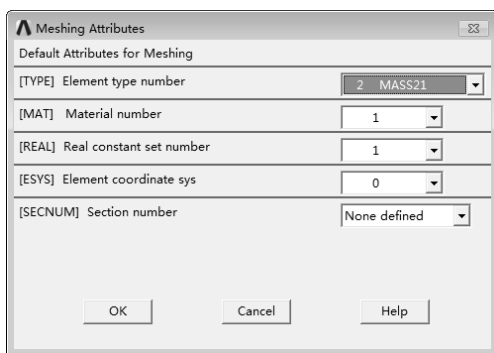 Meshing Attributes
Default Attributes for Meshing
[TYPE] Element type number 2 MASS21
[MAT] Material number 1
[REAL] Real constant set number 1
[ESYS] Element coordinate sys 0
[SECNUM] Section number None defined
OK Cancel Help